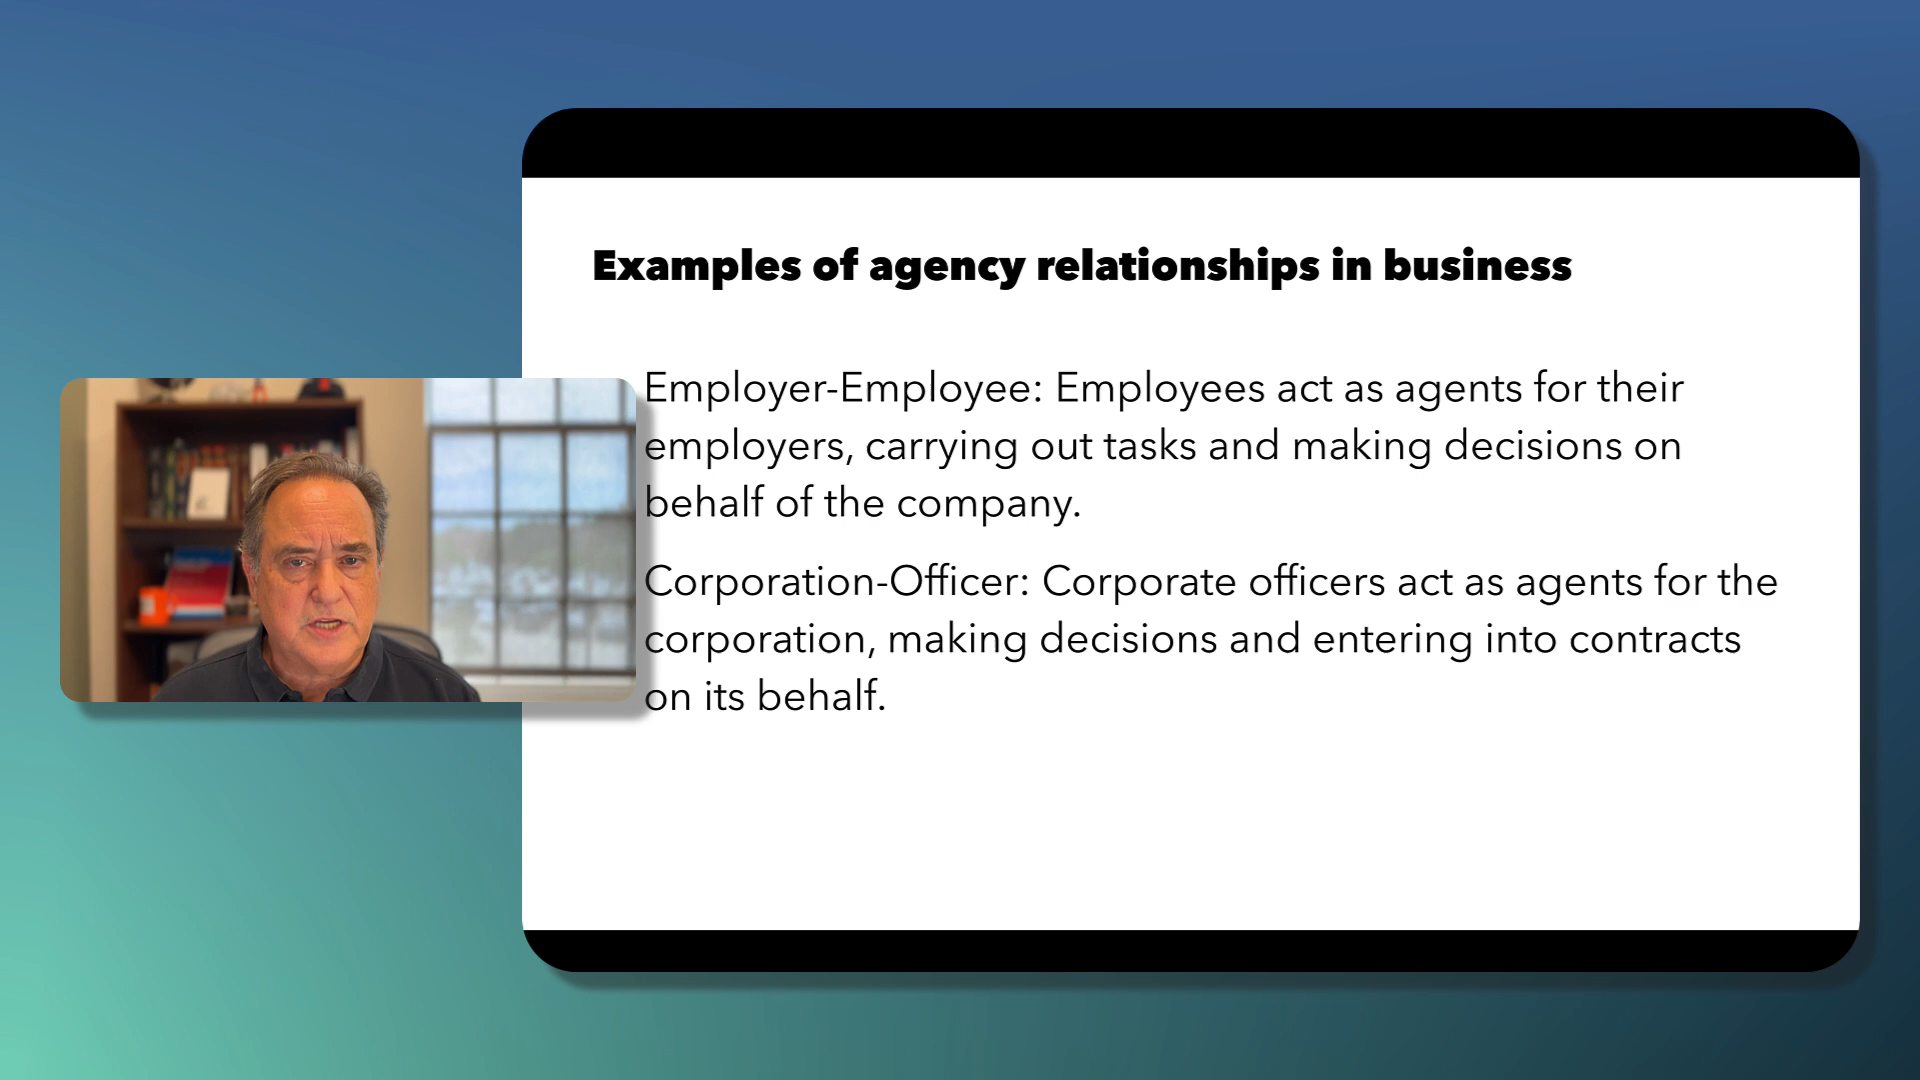 Examples of agency relationships in business
Employer-Employee: Employees act as agents for their
employers, carrying out tasks and making decisions on
behalf of the company.
Corporation-Officer: Corporate officers act as agents for the
corporation, making decisions and entering into contracts
on its behalf.